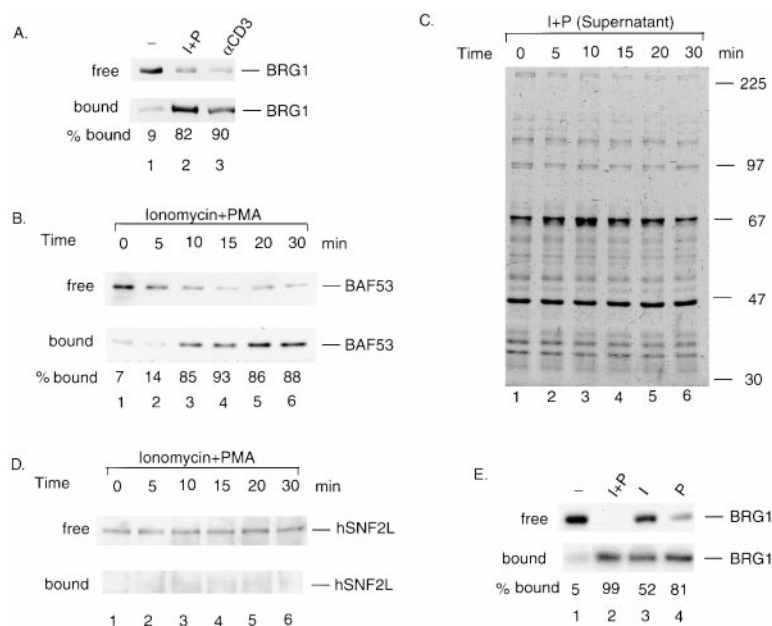 A.
– I+P αCD3
free — BRG1
bound — BRG1
% bound 9 82 90
1 2 3
B.
Ionomycin+PMA
Time 0 5 10 15 20 30 min
free — BAF53
bound — BAF53
% bound 7 14 85 93 86 88
1 2 3 4 5 6
C.
I+P (Supernatant)
Time 0 5 10 15 20 30 min
— 225
— 97
— 67
— 47
— 30
1 2 3 4 5 6
D.
Ionomycin+PMA
Time 0 5 10 15 20 30 min
free — hSNF2L
bound — hSNF2L
1 2 3 4 5 6
E.
– I+P I P
free — BRG1
bound — BRG1
% bound 5 99 52 81
1 2 3 4